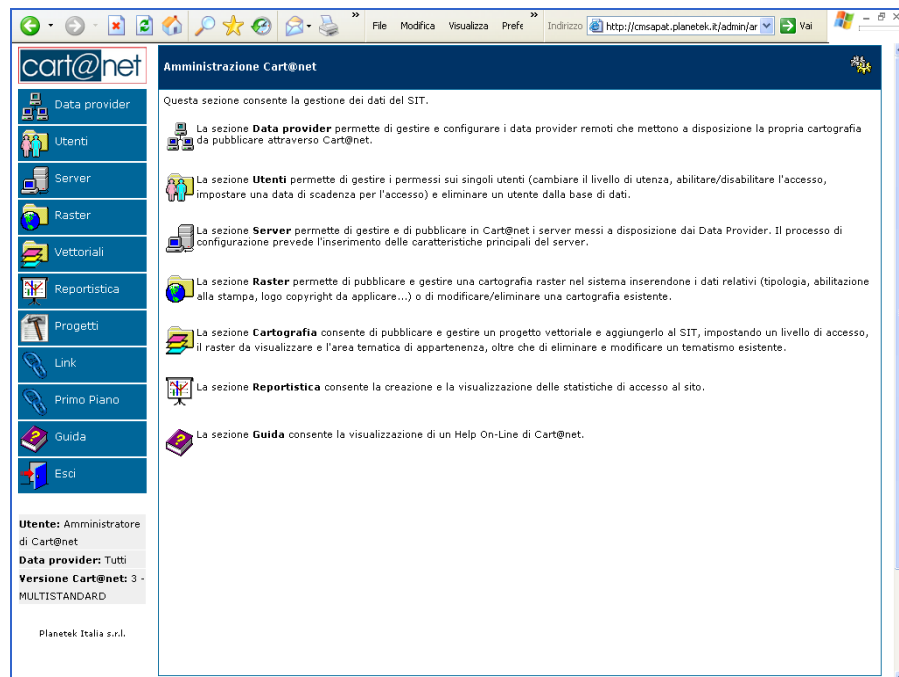 File Modifica Visualizza Prefe Indirizzo http://cmsapat.planetek.it/admin/ar Vai
cart@net
Amministrazione Cart@net
Data provider
Utenti
Server
Raster
Vettoriali
Reportistica
Progetti
Link
Primo Piano
Guida
Esci
Utente: Amministratore
di Cart@net
Data provider: Tutti
Versione Cart@net: 3 -
MULTISTANDARD
Planetek Italia s.r.l.
Questa sezione consente la gestione dei dati del SIT.
La sezione Data provider permette di gestire e configurare i data provider remoti che mettono a disposizione la propria cartografia
da pubblicare attraverso Cart@net.
La sezione Utenti permette di gestire i permessi sui singoli utenti (cambiare il livello di utenza, abilitare/disabilitare l'accesso,
impostare una data di scadenza per l'accesso) e eliminare un utente dalla base di dati.
La sezione Server permette di gestire e di pubblicare in Cart@net i server messi a disposizione dai Data Provider. Il processo di
configurazione prevede l'inserimento delle caratteristiche principali del server.
La sezione Raster permette di pubblicare e gestire una cartografia raster nel sistema inserendone i dati relativi (tipologia, abilitazione
alla stampa, logo copyright da applicare...) o di modificare/eliminare una cartografia esistente.
La sezione Cartografia consente di pubblicare e gestire un progetto vettoriale e aggiungerlo al SIT, impostando un livello di accesso,
il raster da visualizzare e l'area tematica di appartenenza, oltre che di eliminare e modificare un tematismo esistente.
La sezione Reportistica consente la creazione e la visualizzazione delle statistiche di accesso al sito.
La sezione Guida consente la visualizzazione di un Help On-Line di Cart@net.